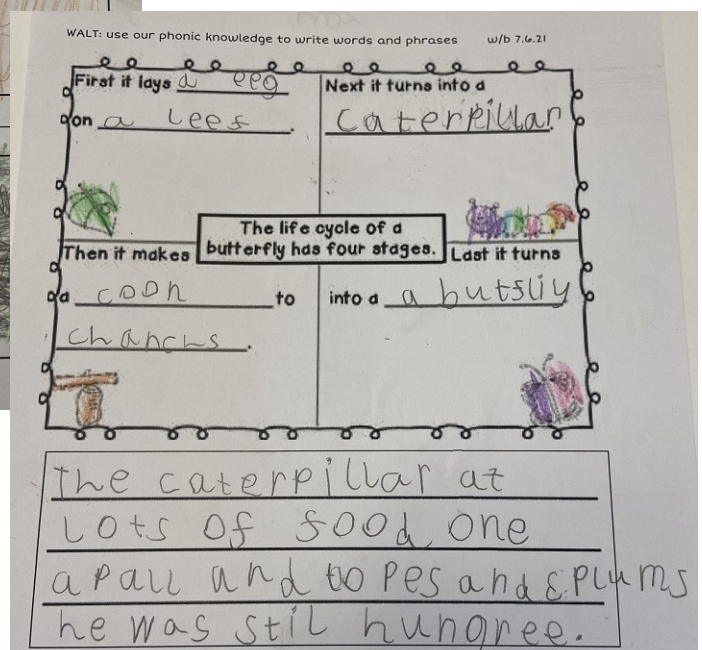 WALT: use our phonic knowledge to write words and phrases w/b 7.6.21
First it lays a eeg
on a Lees.
Next it turns into a
caterpillar
The life cycle of a
butterfly has four stages.
Then it makes
a coon to
chanchs.
Last it turns
into a a butsliy
the caterpillar at
Lots of food one
apall and to pes and 3 plums
he was stil hungree.